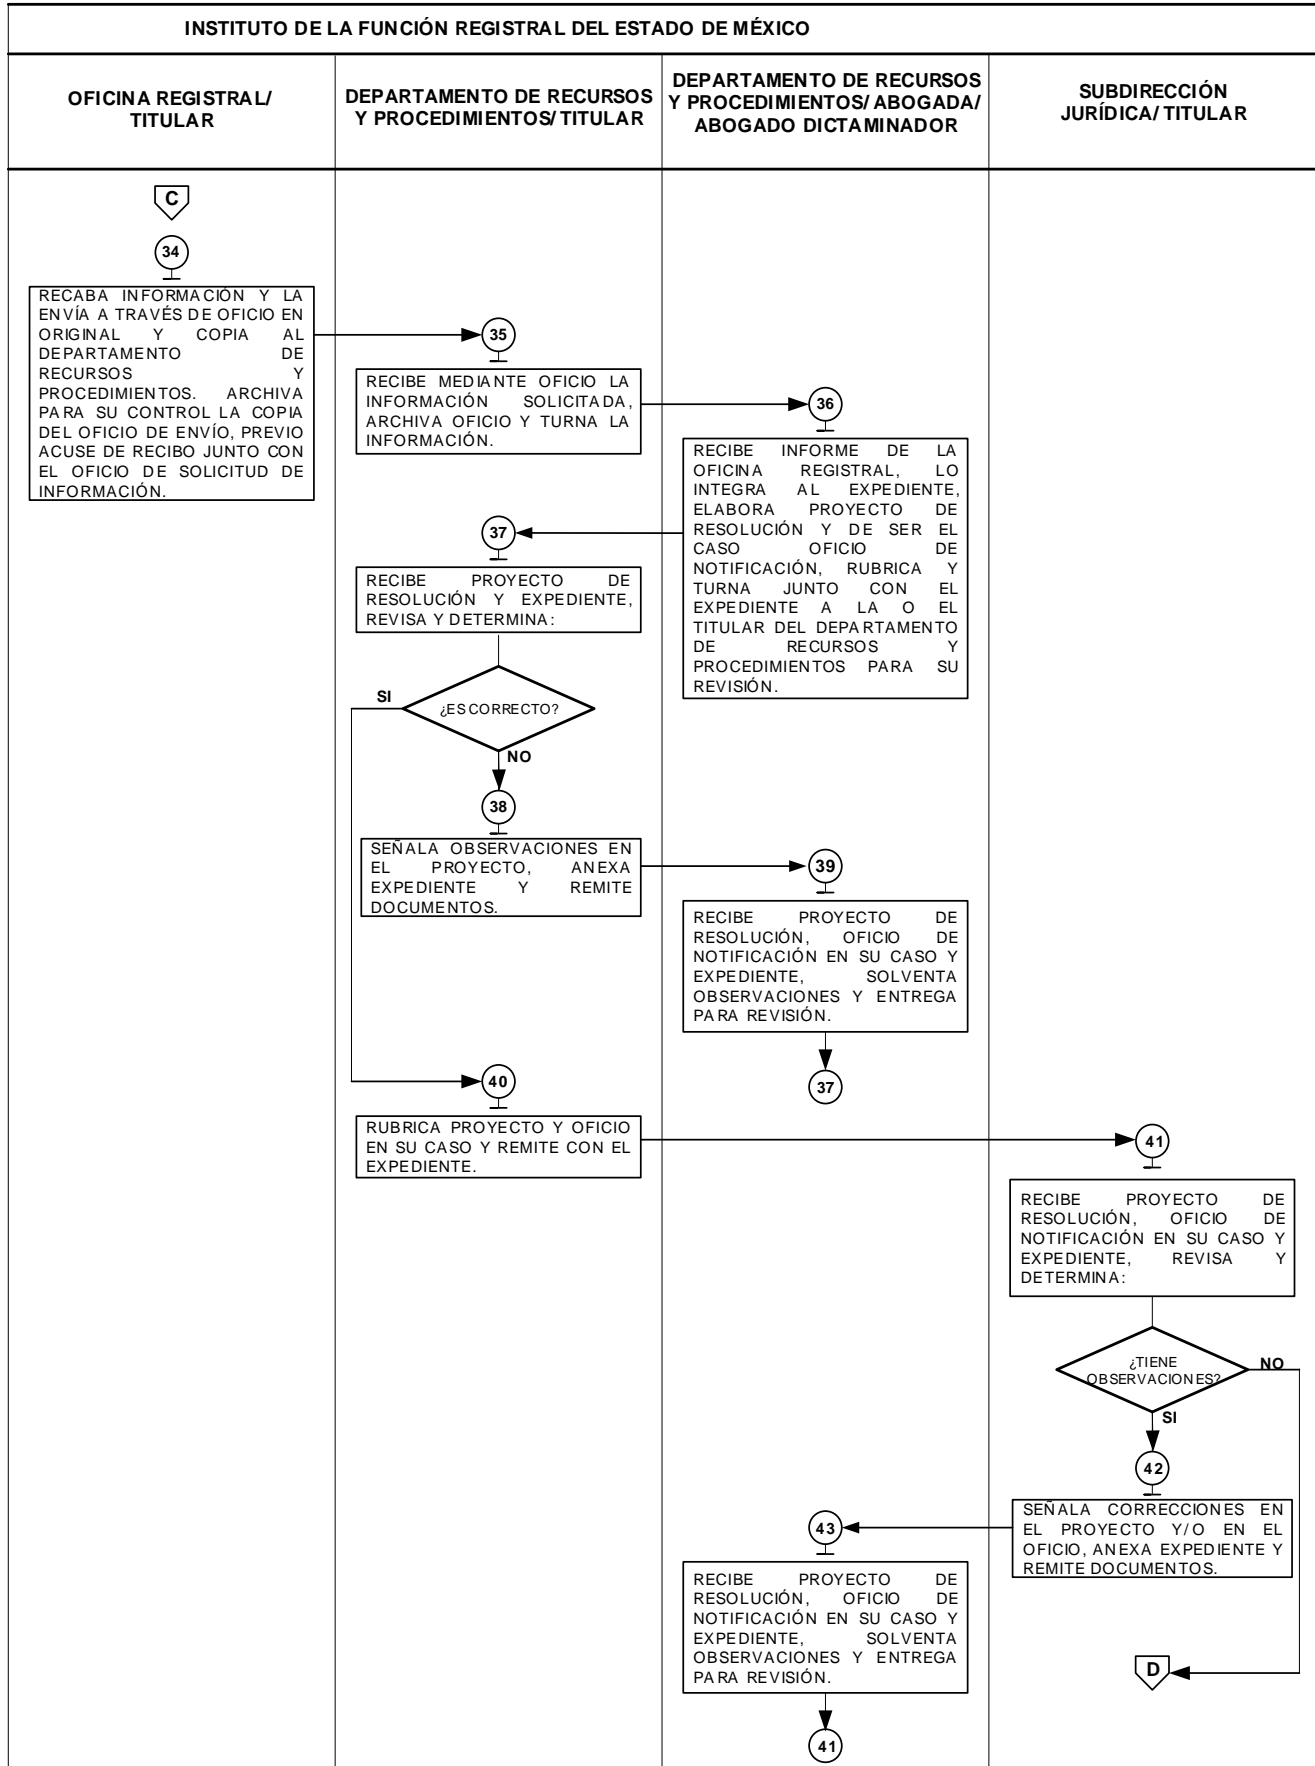 INSTITUTO DE LA FUNCIÓN REGISTRAL DEL ESTADO DE MÉXICO
OFICINA REGISTRAL/
TITULAR
DEPARTAMENTO DE RECURSOS
Y PROCEDIMIENTOS/ TITULAR
DEPARTAMENTO DE RECURSOS
Y PROCEDIMIENTOS/ ABOGADA/
ABOGADO DICTAMINADOR
SUBDIRECCIÓN
JURÍDICA/ TITULAR
C
34
RECABA INFORMACIÓN Y LA
ENVÍA A TRAVÉS DE OFICIO EN
ORIGINAL Y COPIA AL
DEPARTAMENTO DE
RECURSOS Y
PROCEDIMIENTOS. ARCHIVA
PARA SU CONTROL LA COPIA
DEL OFICIO DE ENVÍO, PREVIO
ACUSE DE RECIBO JUNTO CON
EL OFICIO DE SOLICITUD DE
INFORMACIÓN.
35
RECIBE MEDIANTE OFICIO LA
INFORMACIÓN SOLICITADA,
ARCHIVA OFICIO Y TURNA LA
INFORMACIÓN.
36
RECIBE INFORME DE LA
OFICINA REGISTRAL, LO
INTEGRA AL EXPEDIENTE,
ELABORA PROYECTO DE
RESOLUCIÓN Y DE SER EL
CASO OFICIO DE
NOTIFICACIÓN, RUBRICA Y
TURNA JUNTO CON EL
EXPEDIENTE A LA O EL
TITULAR DEL DEPARTAMENTO
DE RECURSOS Y
PROCEDIMIENTOS PARA SU
REVISIÓN.
37
RECIBE PROYECTO DE
RESOLUCIÓN Y EXPEDIENTE,
REVISA Y DETERMINA:
SI
¿ES CORRECTO?
NO
38
SEÑALA OBSERVACIONES EN
EL PROYECTO, ANEXA
EXPEDIENTE Y REMITE
DOCUMENTOS.
39
RECIBE PROYECTO DE
RESOLUCIÓN, OFICIO DE
NOTIFICACIÓN EN SU CASO Y
EXPEDIENTE, SOLVENTA
OBSERVACIONES Y ENTREGA
PARA REVISIÓN.
37
40
RUBRICA PROYECTO Y OFICIO
EN SU CASO Y REMITE CON EL
EXPEDIENTE.
41
RECIBE PROYECTO DE
RESOLUCIÓN, OFICIO DE
NOTIFICACIÓN EN SU CASO Y
EXPEDIENTE, REVISA Y
DETERMINA:
¿TIENE
OBSERVACIONES?
NO
SI
42
SEÑALA CORRECCIONES EN
EL PROYECTO Y/O EN EL
OFICIO, ANEXA EXPEDIENTE Y
REMITE DOCUMENTOS.
43
RECIBE PROYECTO DE
RESOLUCIÓN, OFICIO DE
NOTIFICACIÓN EN SU CASO Y
EXPEDIENTE, SOLVENTA
OBSERVACIONES Y ENTREGA
PARA REVISIÓN.
D
41